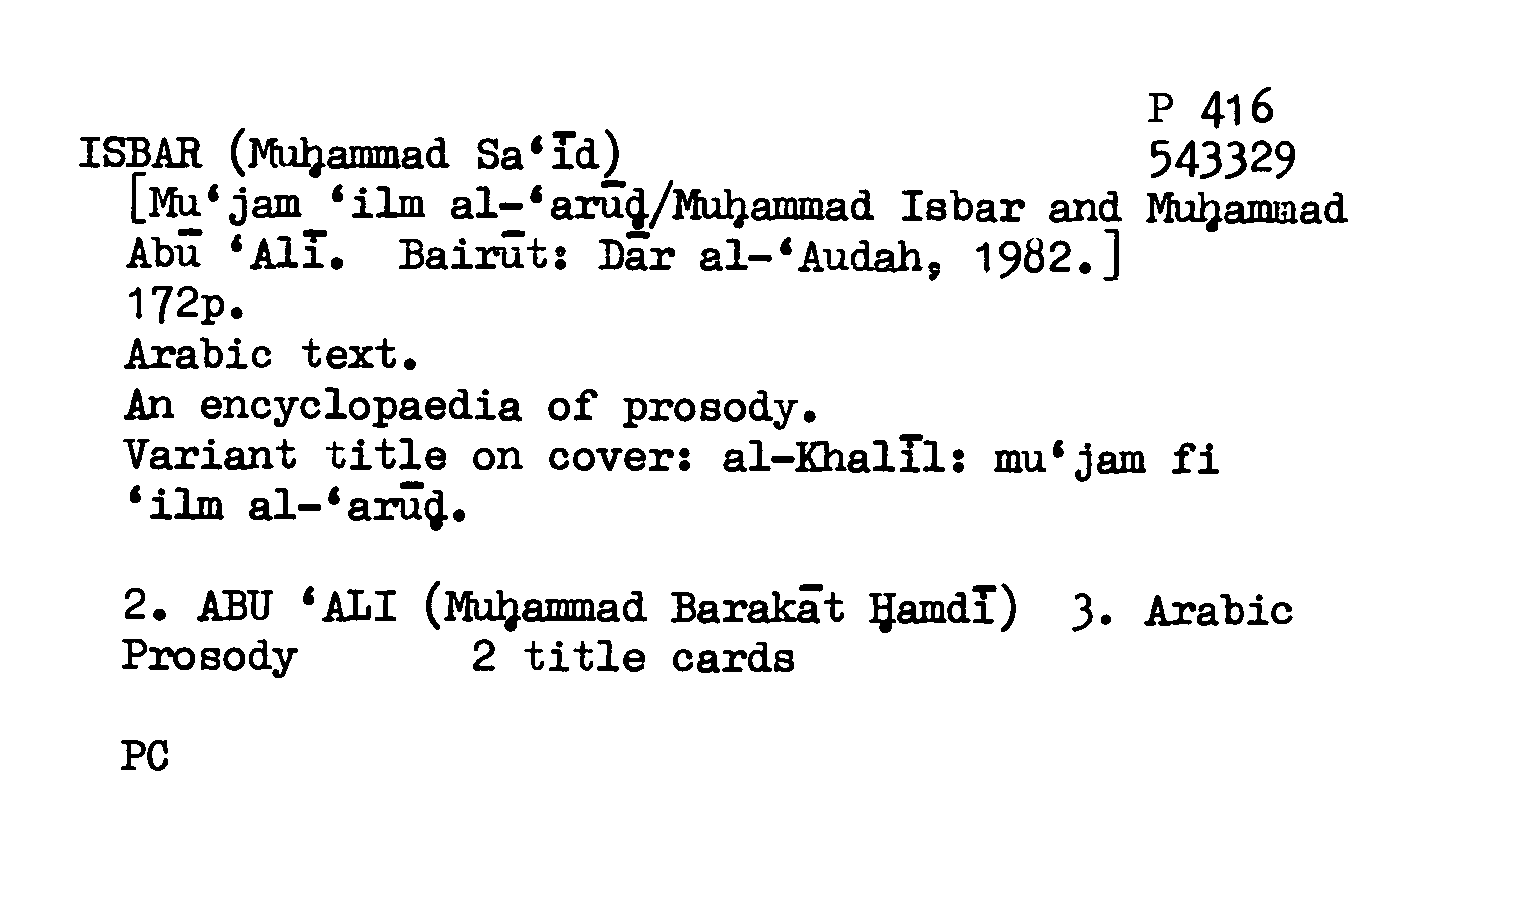 P 416
ISBAR (Muḥammad Sa‘īd) 543329
[Mu‘jam ‘ilm al-‘arūḍ/Muḥammad Isbar and Muḥammad
Abū ‘Alī. Bairūt: Dār al-‘Audah, 1982.]
172p.
Arabic text.
An encyclopaedia of prosody.
Variant title on cover: al-Khalīl: mu‘jam fi
‘ilm al-‘arūḍ.
2. ABU ‘ALI (Muḥammad Barakāt Ḥamdī) 3. Arabic
Prosody 2 title cards
PC